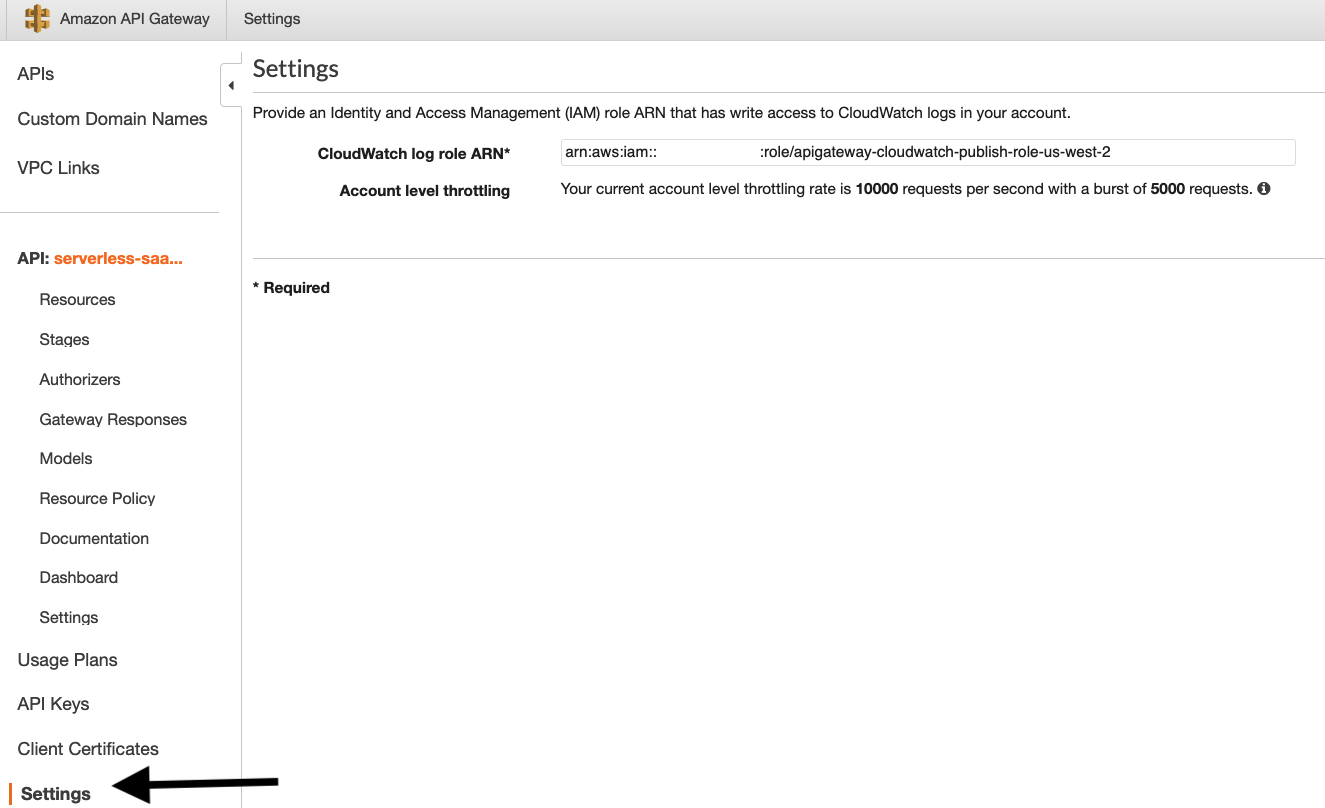 Amazon API Gateway Settings
APIs
Custom Domain Names
VPC Links
API: serverless-saa...
Resources
Stages
Authorizers
Gateway Responses
Models
Resource Policy
Documentation
Dashboard
Settings
Usage Plans
API Keys
Client Certificates
Settings
Settings
Provide an Identity and Access Management (IAM) role ARN that has write access to CloudWatch logs in your account.
CloudWatch log role ARN* arn:aws:iam:: :role/apigateway-cloudwatch-publish-role-us-west-2
Account level throttling Your current account level throttling rate is 10000 requests per second with a burst of 5000 requests.
* Required